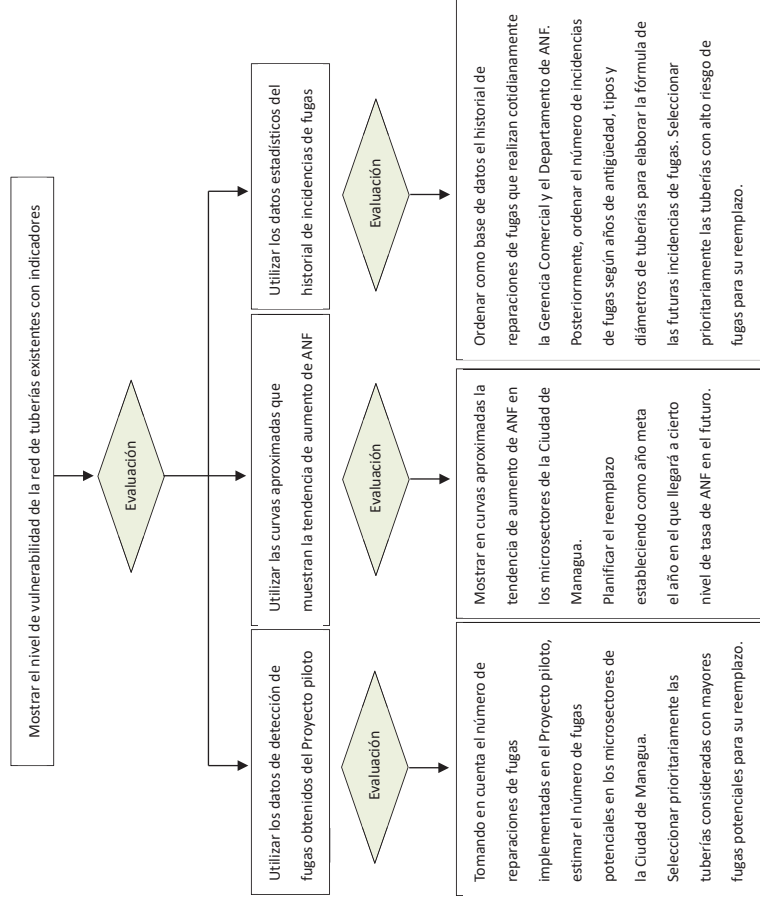 Mostrar el nivel de vulnerabilidad de la red de tuberías existentes con indicadores
Evaluación
Utilizar los datos de detección de
fugas obtenidos del Proyecto piloto
Utilizar las curvas aproximadas que
muestran la tendencia de aumento de ANF
Utilizar los datos estadísticos del
historial de incidencias de fugas
Evaluación
Evaluación
Evaluación
Tomando en cuenta el número de
reparaciones de fugas
implementadas en el Proyecto piloto,
estimar el número de fugas
potenciales en los microsectores de
la Ciudad de Managua.
Seleccionar prioritariamente las
tuberías consideradas con mayores
fugas potenciales para su reemplazo.
Mostrar en curvas aproximadas la
tendencia de aumento de ANF en
los microsectores de la Ciudad de
Managua.
Planificar el reemplazo
estableciendo como año meta
el año en el que llegará a cierto
nivel de tasa de ANF en el futuro.
Ordenar como base de datos el historial de
reparaciones de fugas que realizan cotidianamente
la Gerencia Comercial y el Departamento de ANF.
Posteriormente, ordenar el número de incidencias
de fugas según años de antigüedad, tipos y
diámetros de tuberías para elaborar la fórmula de
las futuras incidencias de fugas. Seleccionar
prioritariamente las tuberías con alto riesgo de
fugas para su reemplazo.